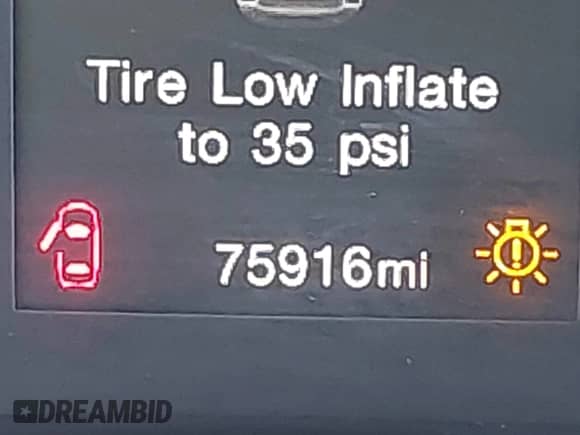 Tire Low Inflate
to 35 psi
75916mi
DREAMBID